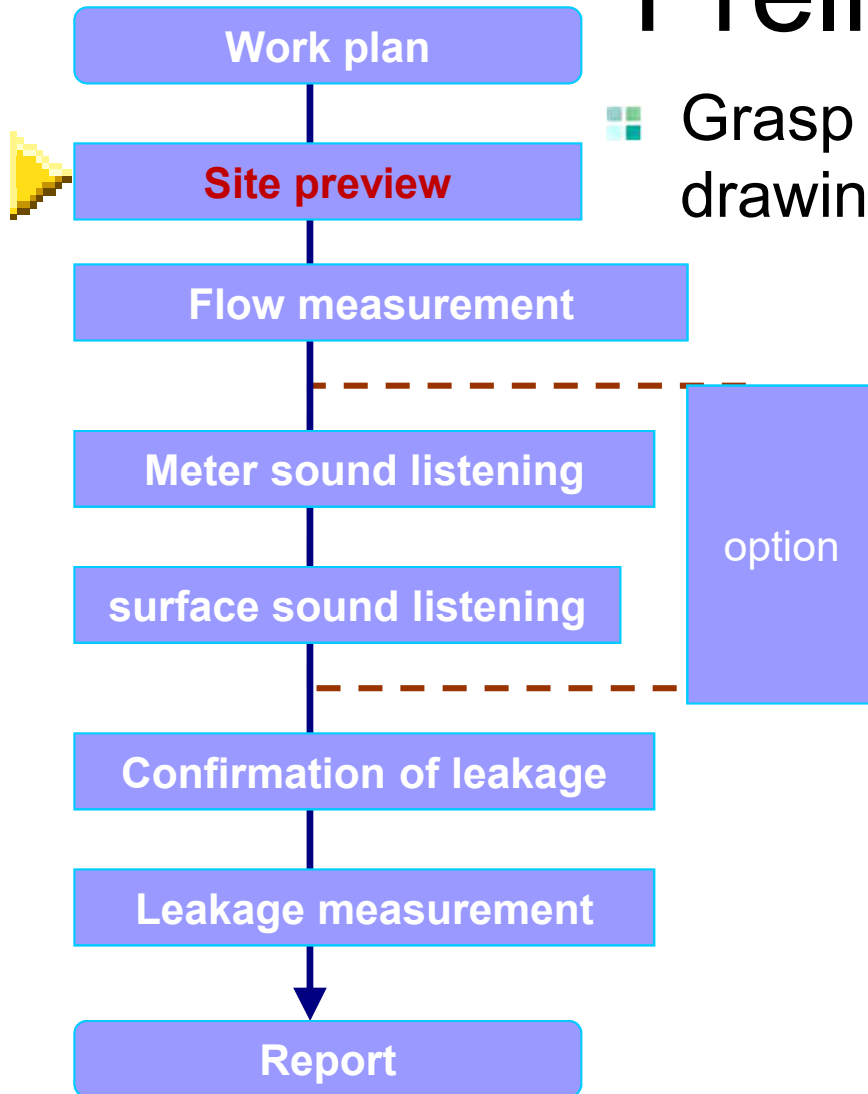 Work plan
Grasp
drawin
Site preview
Flow measurement
Meter sound listening
option
surface sound listening
Confirmation of leakage
Leakage measurement
Report